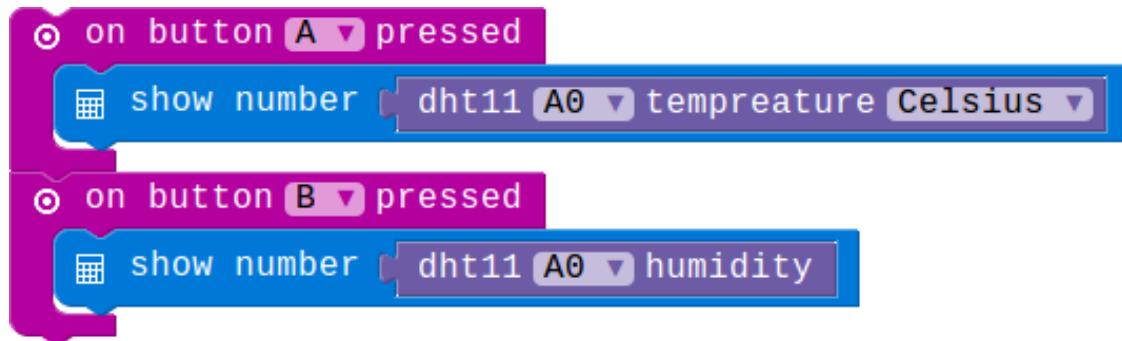 on button A pressed
show number dht11 A0 tempreature Celsius
on button B pressed
show number dht11 A0 humidity